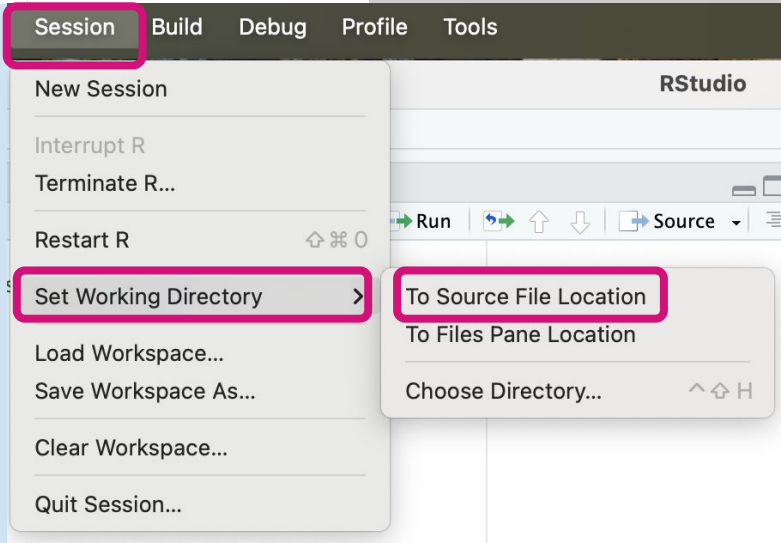 Session Build Debug Profile Tools
RStudio
New Session
Interrupt R
Terminate R...
Restart R ⇧⌘0
Run
Source
Set Working Directory
To Source File Location
To Files Pane Location
Choose Directory... ^⇧H
Load Workspace...
Save Workspace As...
Clear Workspace...
Quit Session...